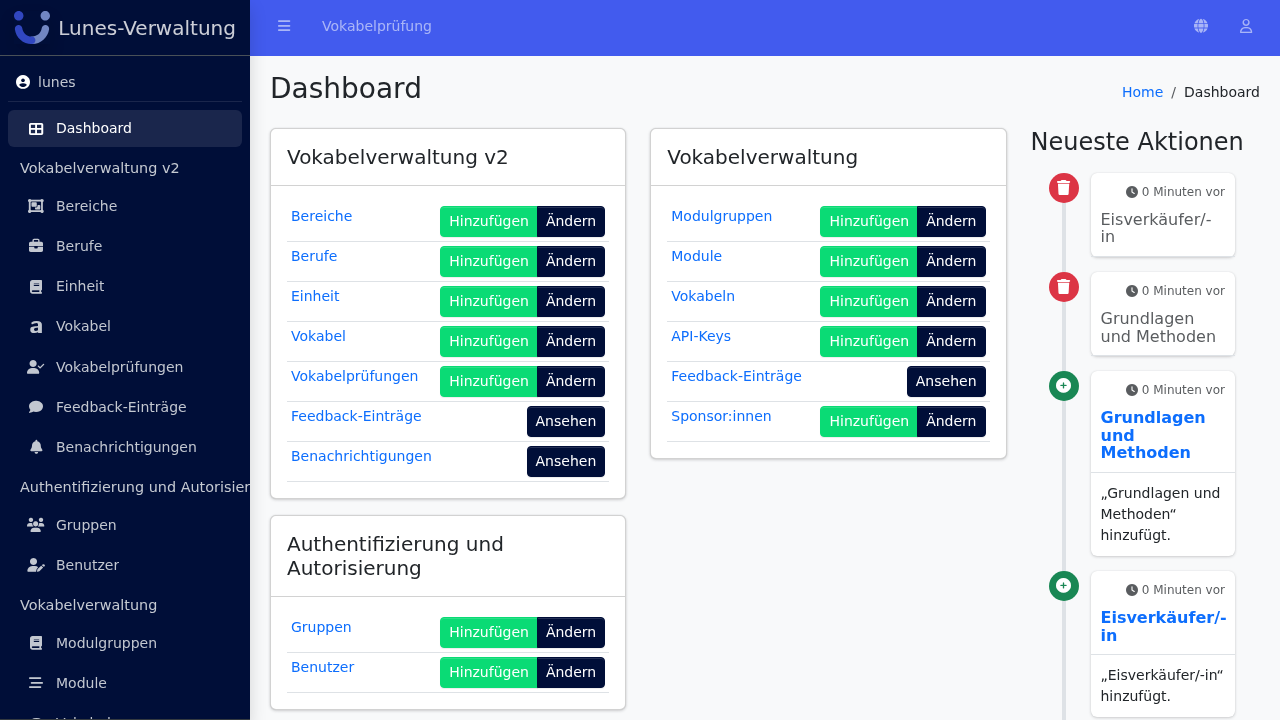 Lunes-Verwaltung
Vokabelprüfung
lunes
Dashboard
Vokabelverwaltung v2
Bereiche
Berufe
Einheit
Vokabel
Vokabelprüfungen
Feedback-Einträge
Benachrichtigungen
Authentifizierung und Autorisier
Gruppen
Benutzer
Vokabelverwaltung
Modulgruppen
Module
Dashboard
Home / Dashboard
Vokabelverwaltung v2
Bereiche Hinzufügen Ändern
Berufe Hinzufügen Ändern
Einheit Hinzufügen Ändern
Vokabel Hinzufügen Ändern
Vokabelprüfungen Hinzufügen Ändern
Feedback-Einträge Ansehen
Benachrichtigungen Ansehen
Authentifizierung und
Autorisierung
Gruppen Hinzufügen Ändern
Benutzer Hinzufügen Ändern
Vokabelverwaltung
Modulgruppen Hinzufügen Ändern
Module Hinzufügen Ändern
Vokabeln Hinzufügen Ändern
API-Keys Hinzufügen Ändern
Feedback-Einträge Ansehen
Sponsor:innen Hinzufügen Ändern
Neueste Aktionen
0 Minuten vor
Eisverkäufer/-
in
0 Minuten vor
Grundlagen
und Methoden
0 Minuten vor
Grundlagen
und
Methoden
„Grundlagen und
Methoden“
hinzufügt.
0 Minuten vor
Eisverkäufer/-
in
„Eisverkäufer/-in“
hinzufügt.